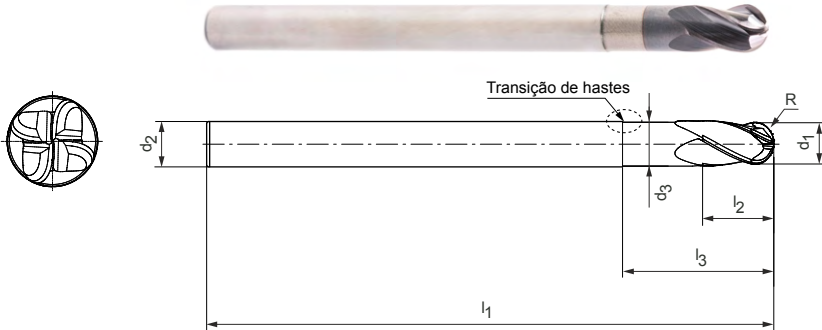 Transição de hastes
R
d2
d1
d3
l2
l3
l1